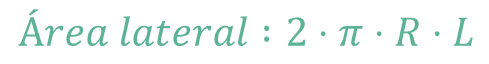 Área lateral : 2 · π · R · L